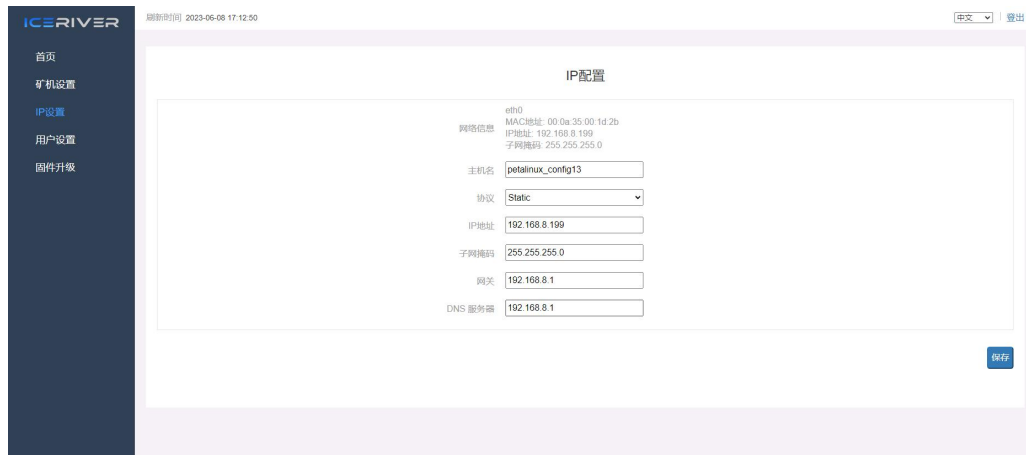 ICERIVER
刷新时间 2023-06-08 17:12:50
中文
登出
首页
矿机设置
IP设置
用户设置
固件升级
IP配置
网络信息
eth0
MAC地址: 00:0a:35:00:1d:2b
IP地址: 192.168.8.199
子网掩码: 255.255.255.0
主机名 petalinux_config13
协议 Static
IP地址 192.168.8.199
子网掩码 255.255.255.0
网关 192.168.8.1
DNS 服务器 192.168.8.1
保存